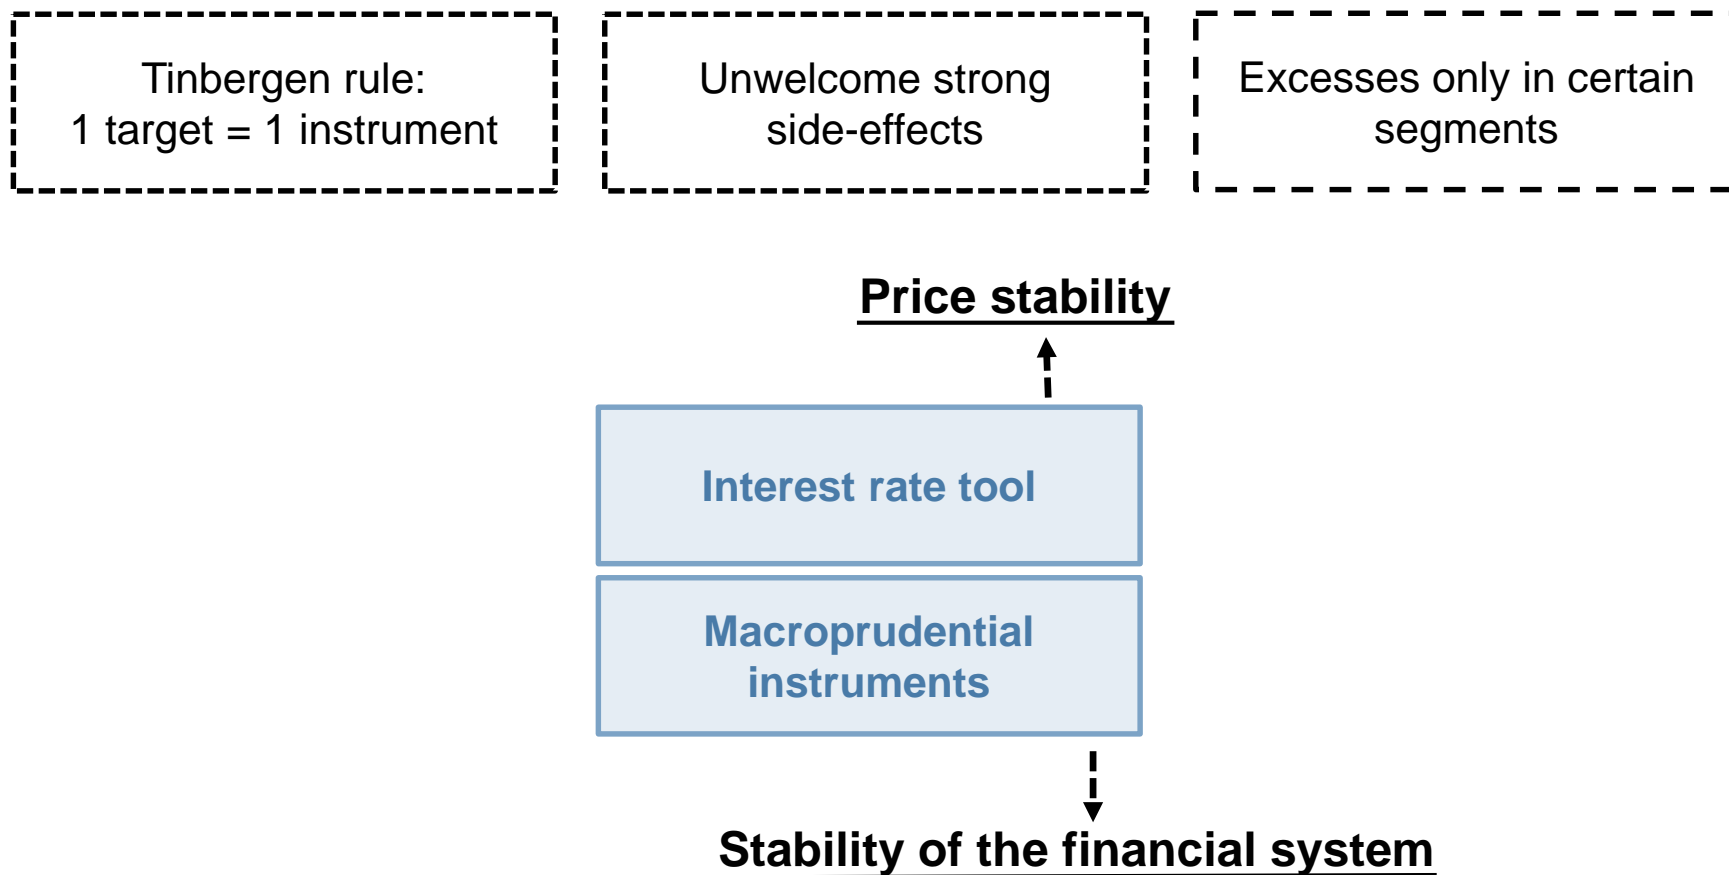 Tinbergen rule:
1 target = 1 instrument
Unwelcome strong
side-effects
Excesses only in certain
segments
Price stability
Interest rate tool
Macroprudential
instruments
Stability of the financial system